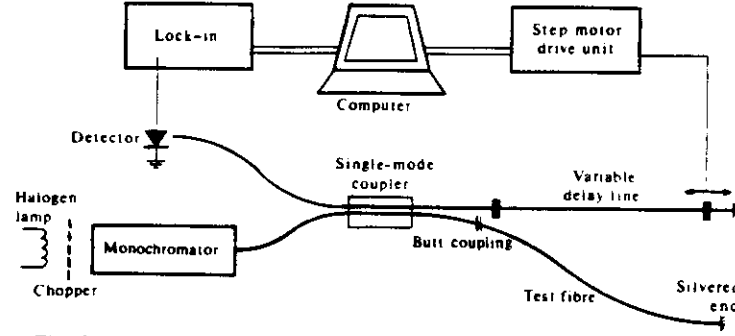 Lock-in
Step motor
drive unit
Computer
Detector
Single-mode
coupler
Variable
delay line
Halogen
lamp
Monochromator
Butt coupling
Chopper
Test fibre
Silvered
end